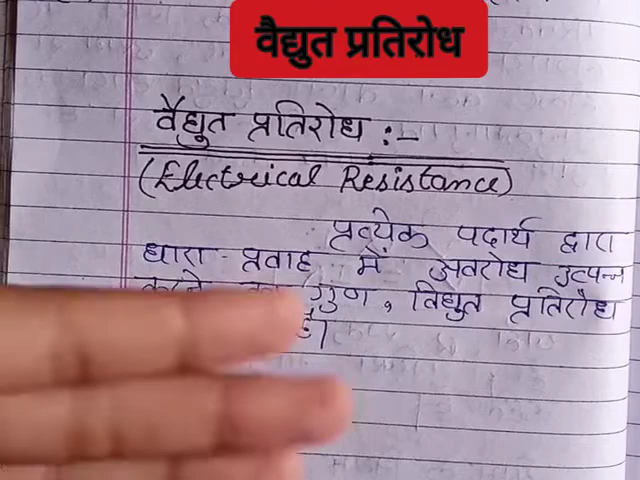 वैद्युत प्रतिरोध
वैद्युत प्रतिरोध :-
(Electrical Resistance)
प्रत्येक पदार्थ द्वारा
धारा प्रवाह में अवरोध उत्पन्न
गुण, विद्युत प्रतिरोध
है।